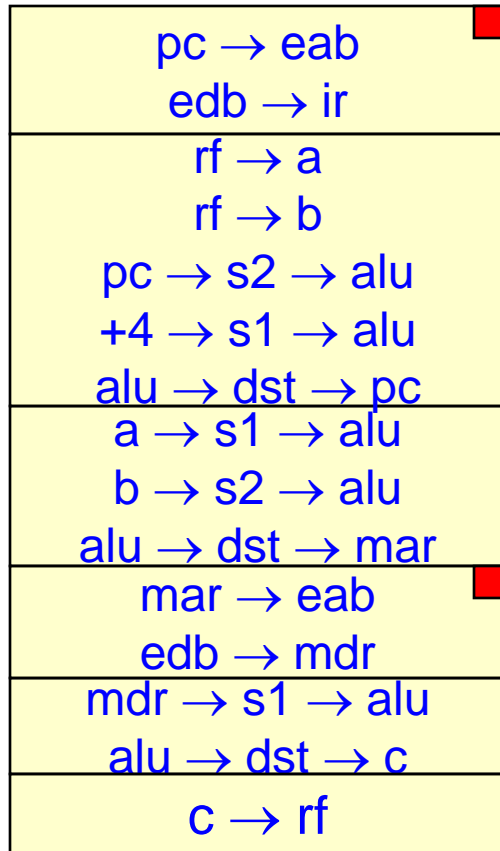 pc → eab
edb → ir
rf → a
rf → b
pc → s2 → alu
+4 → s1 → alu
alu → dst → pc
a → s1 → alu
b → s2 → alu
alu → dst → mar
mar → eab
edb → mdr
mdr → s1 → alu
alu → dst → c
c → rf